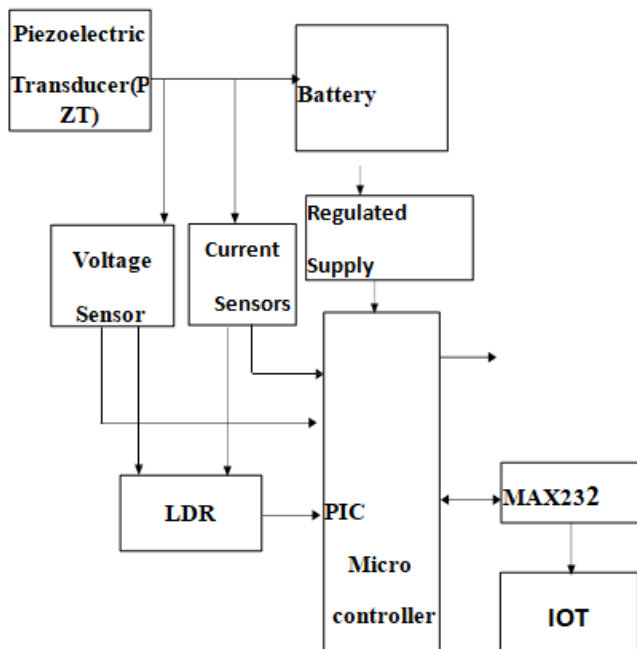 Piezoelectric
Transducer(P
ZT)
Battery
Regulated
Supply
Voltage
Sensor
Current
Sensors
LDR
PIC
Micro
controller
MAX232
IOT